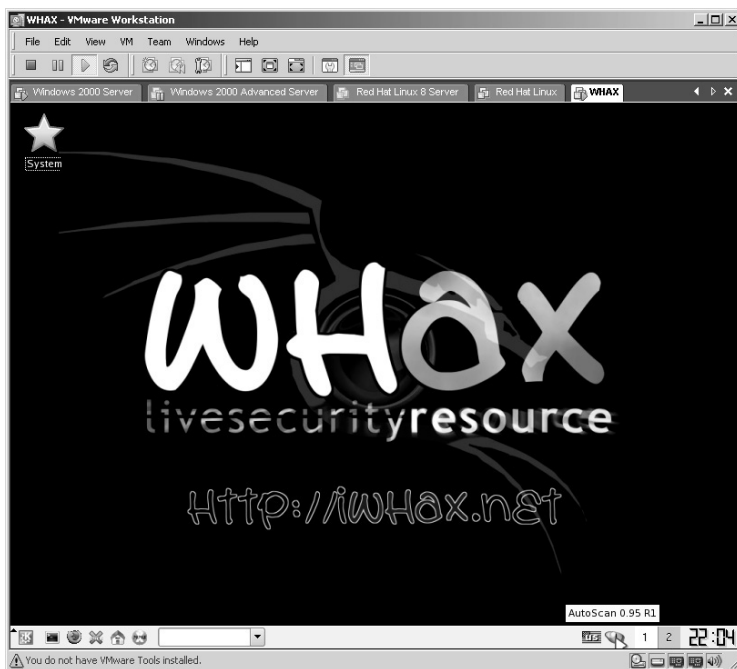 WHAX - VMware Workstation
File Edit View VM Team Windows Help
Windows 2000 Server Windows 2000 Advanced Server Red Hat Linux 8 Server Red Hat Linux WHAX
System
WHax
livesecurityresource
Http://iwHax.net
AutoScan 0.95 R1
1 2 22:04
You do not have VMware Tools installed.